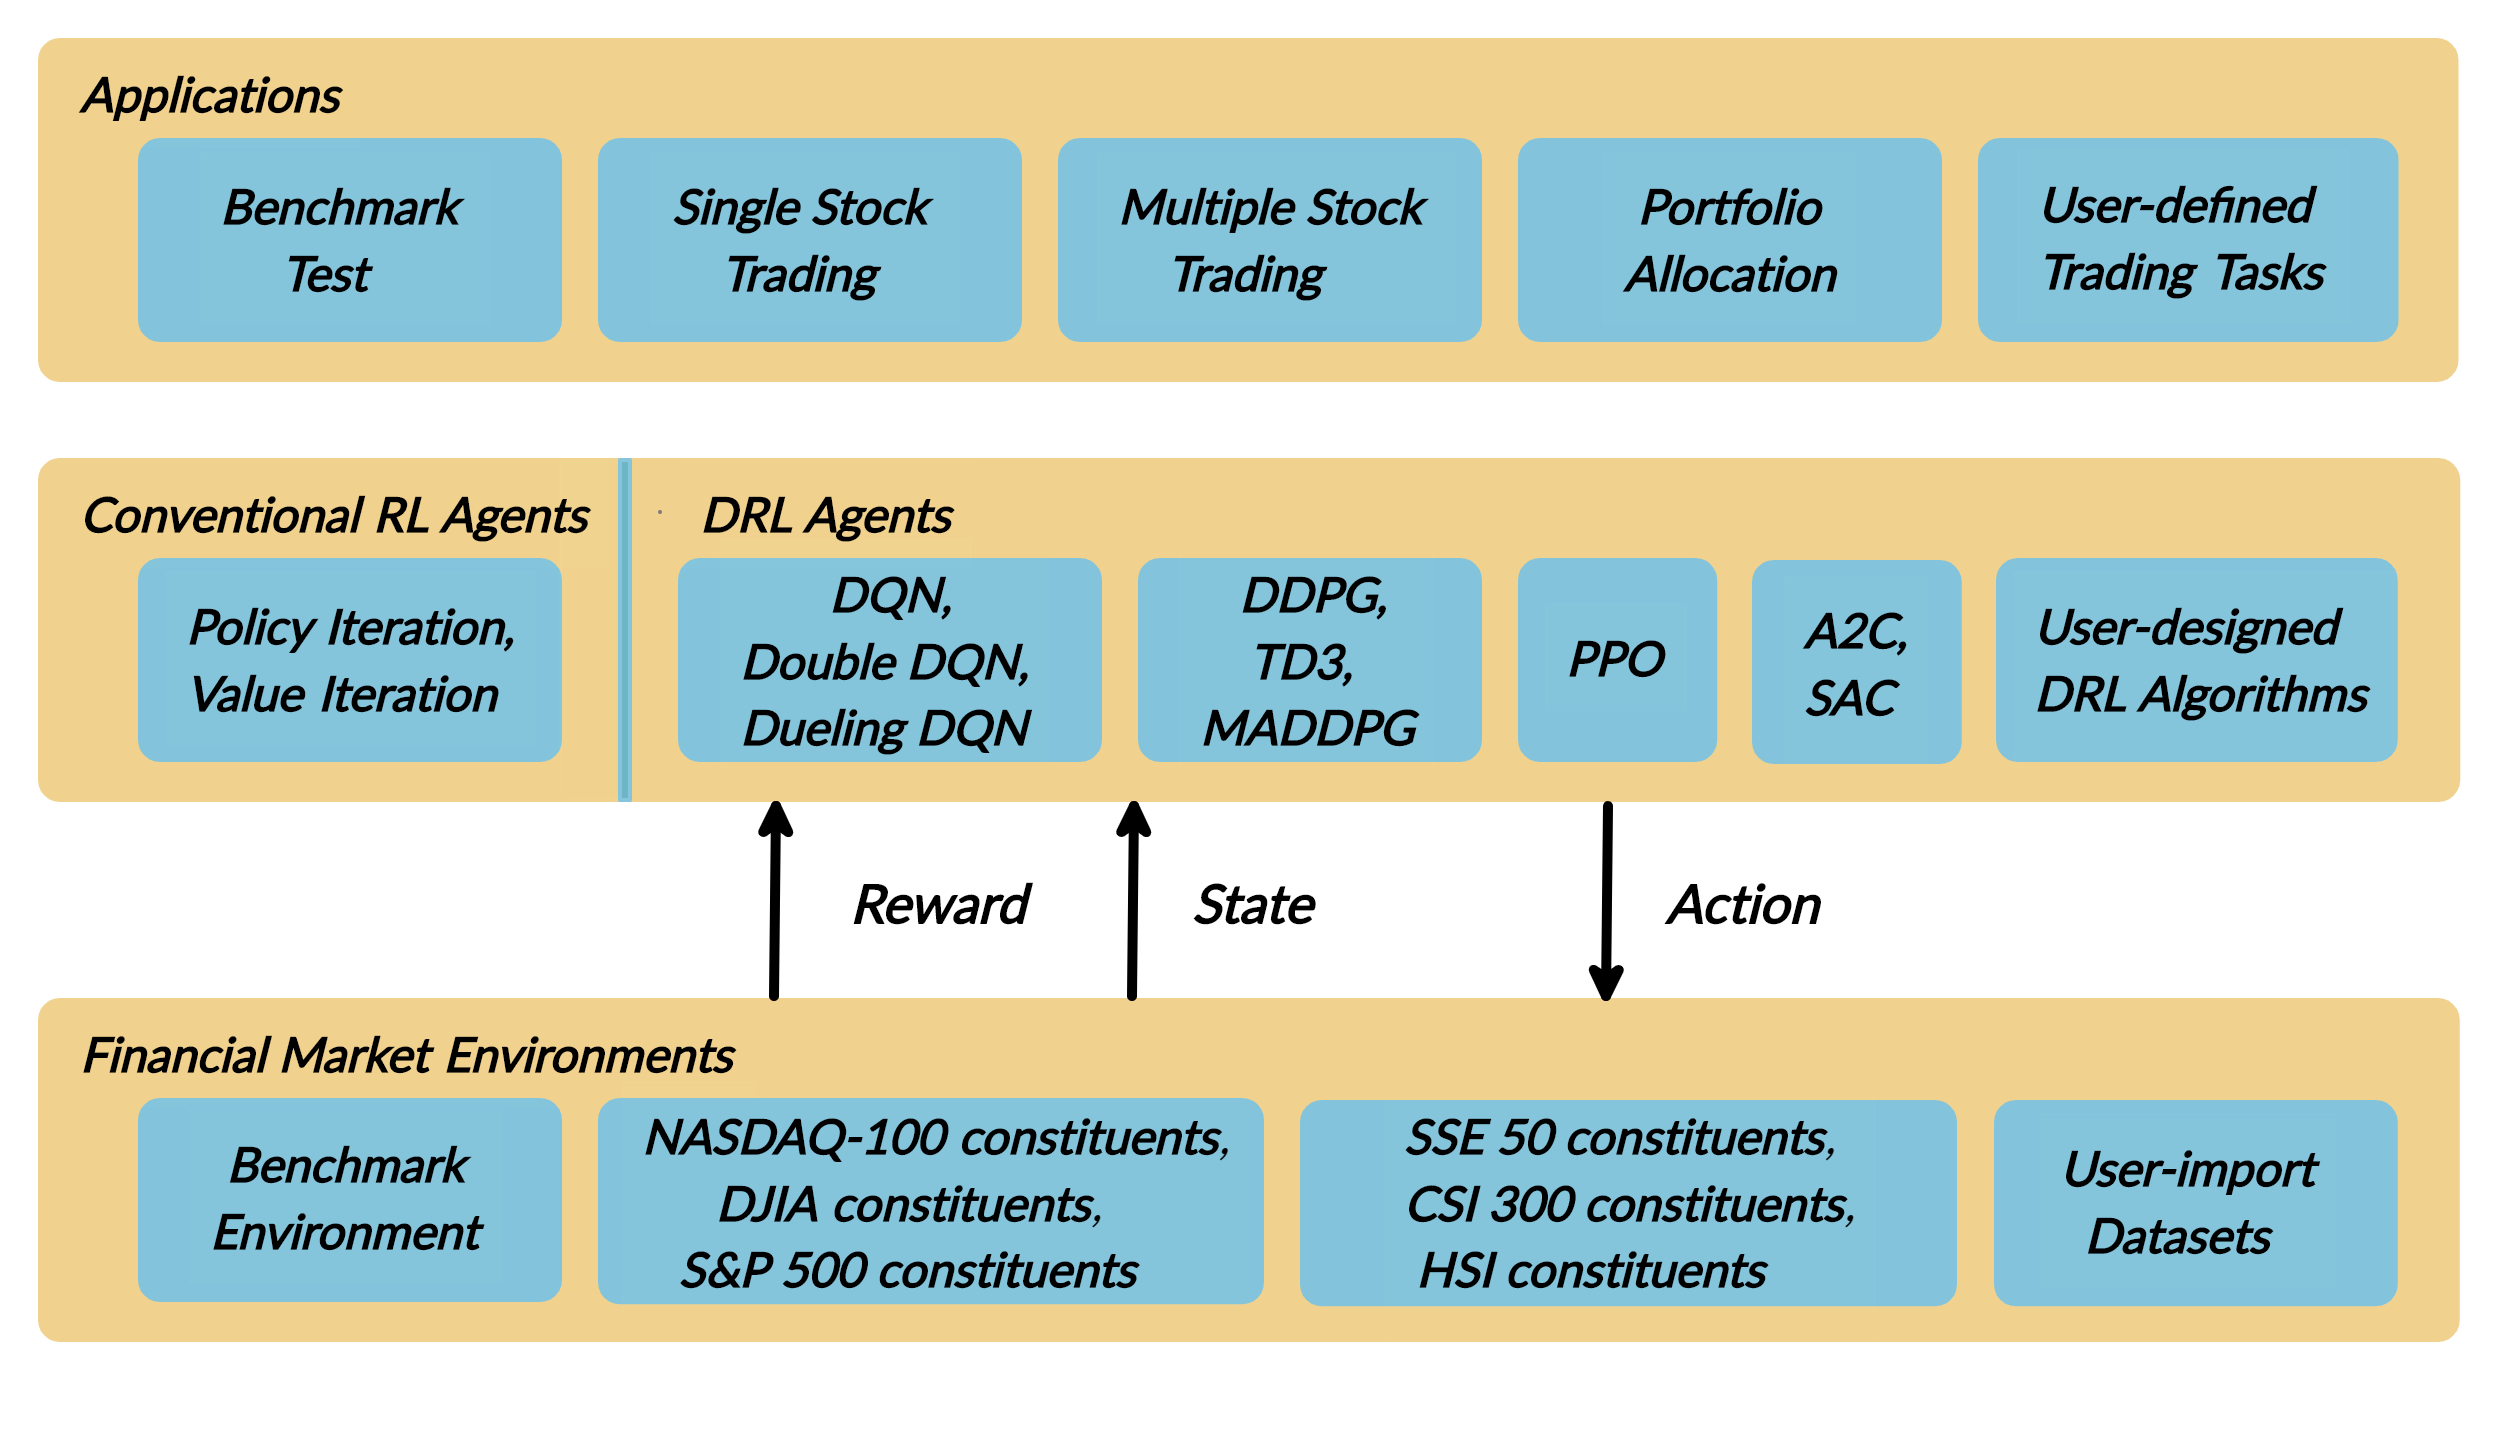 Applications
Benchmark
Test
Single Stock
Trading
Multiple Stock
Trading
Portfolio
Allocation
User-defined
Trading Tasks
Conventional RL Agents
Policy Iteration,
Value Iteration
DRL Agents
DQN,
Double DQN,
Dueling DQN
DDPG,
TD3,
MADDPG
PPO
A2C,
SAC
User-designed
DRL Algorithms
Reward
State
Action
Financial Market Environments
Benchmark
Environment
NASDAQ-100 constituents,
DJIA constituents,
S&P 500 constituents
SSE 50 constituents,
CSI 300 constituents,
HSI constituents
User-import
Datasets